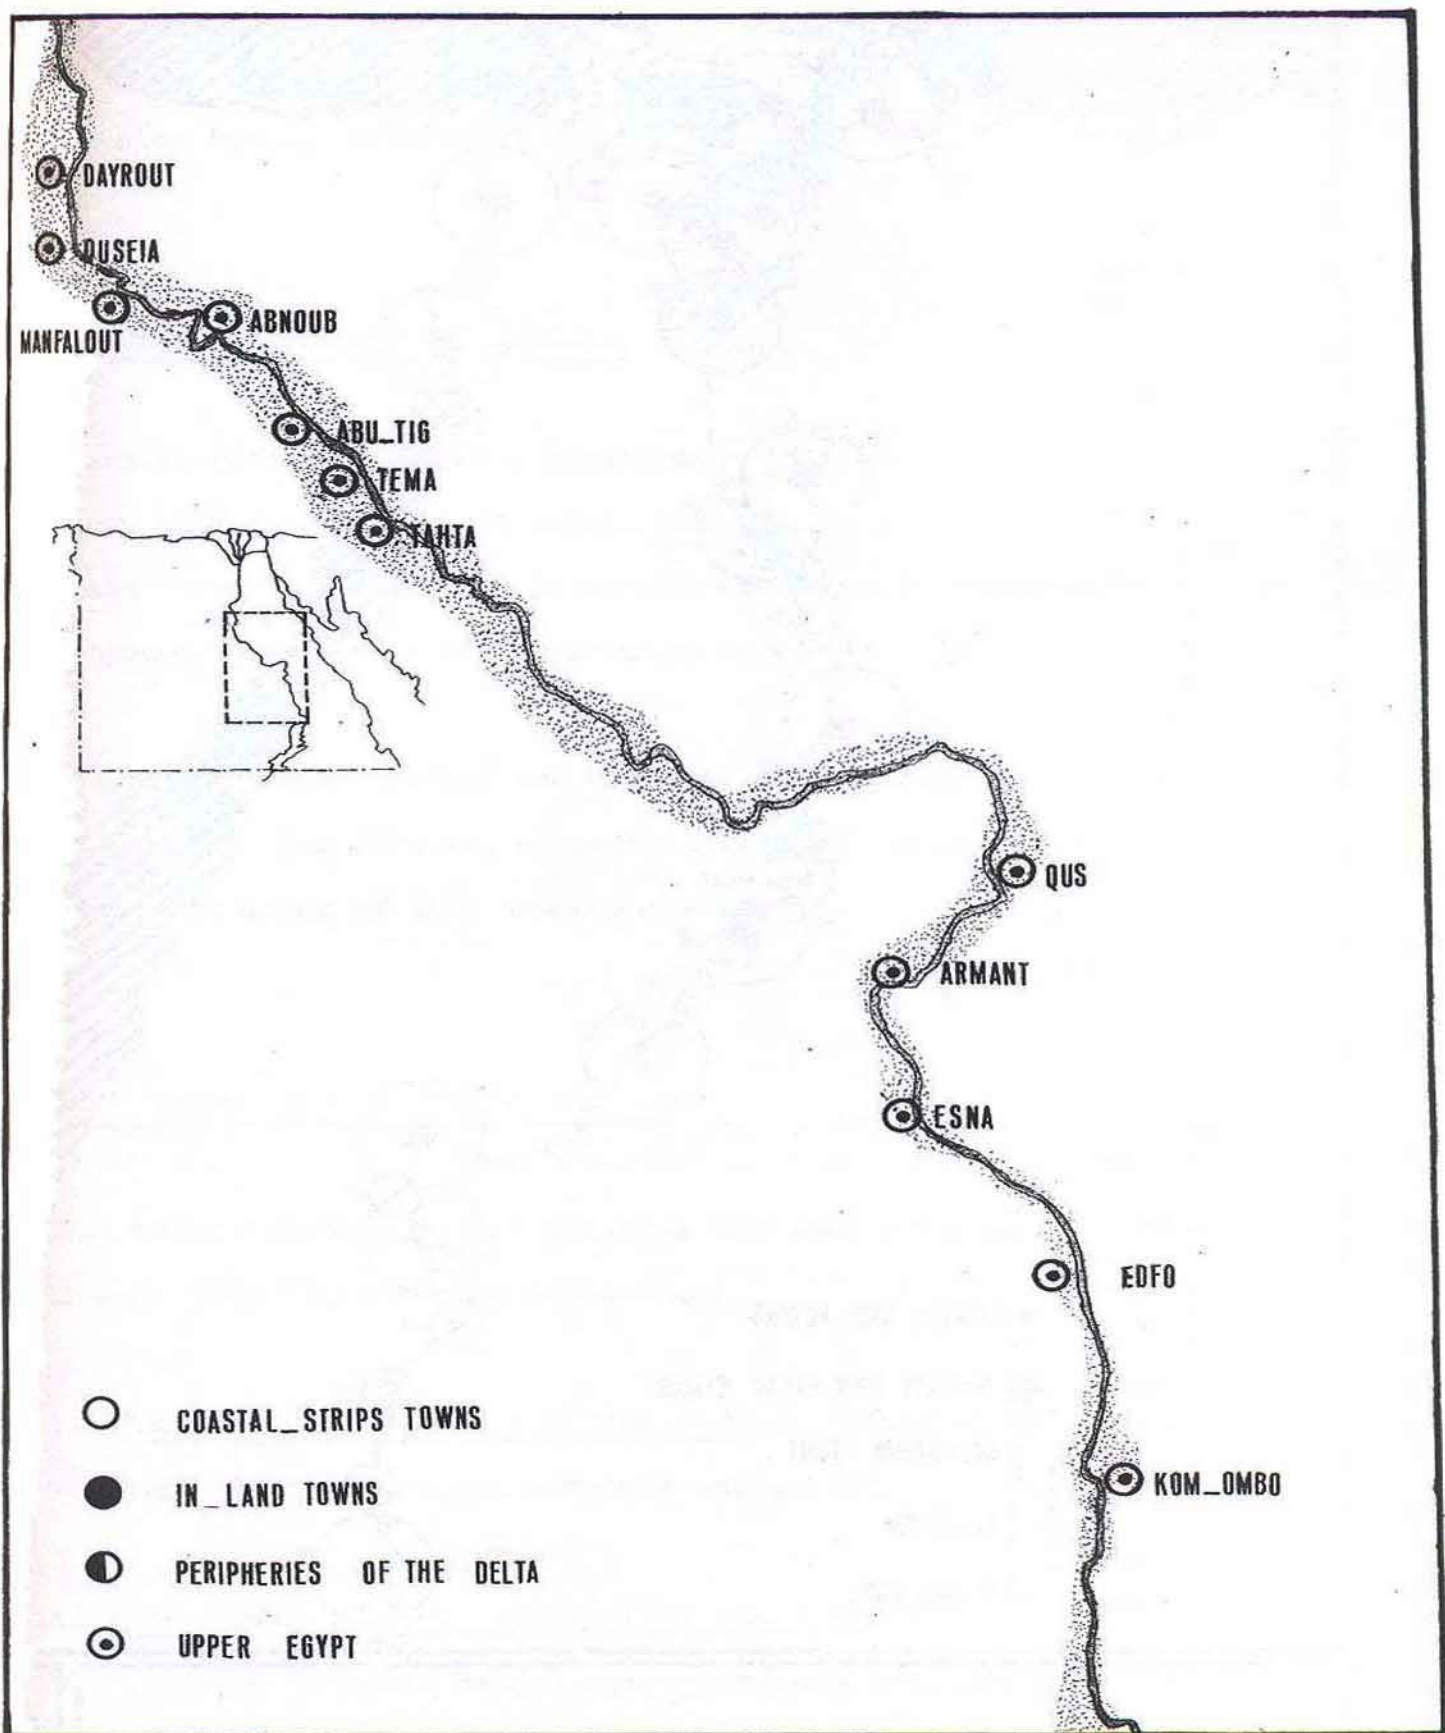 DAYROUT
QUSEIA
MANFALOUT
ABNOUB
ABU_TIG
TEMA
TAHTA
QUS
ARMANT
ESNA
EDFO
KOM_OMBO
COASTAL_STRIPS TOWNS
IN_LAND TOWNS
PERIPHERIES OF THE DELTA
UPPER EGYPT